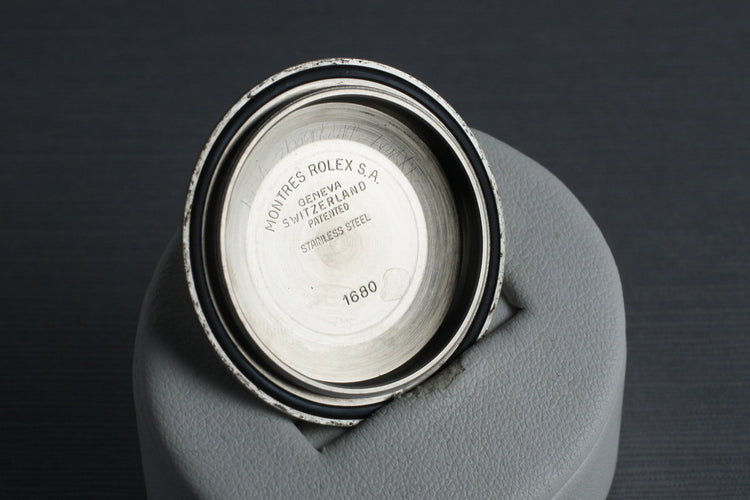 MONTRES ROLEX S.A.
GENEVA
SWITZERLAND
PATENTED
STAINLESS STEEL
1680